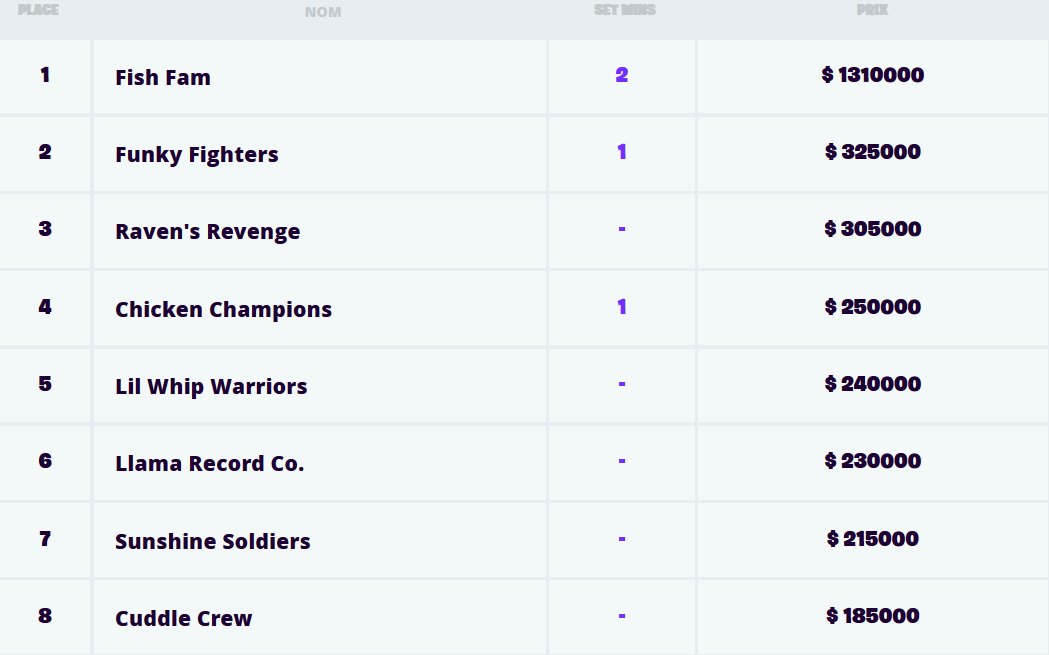 PLACE NOM SET WINS PRIX
1 Fish Fam 2 $ 1310000
2 Funky Fighters 1 $ 325000
3 Raven's Revenge - $ 305000
4 Chicken Champions 1 $ 250000
5 Lil Whip Warriors - $ 240000
6 Llama Record Co. - $ 230000
7 Sunshine Soldiers - $ 215000
8 Cuddle Crew - $ 185000